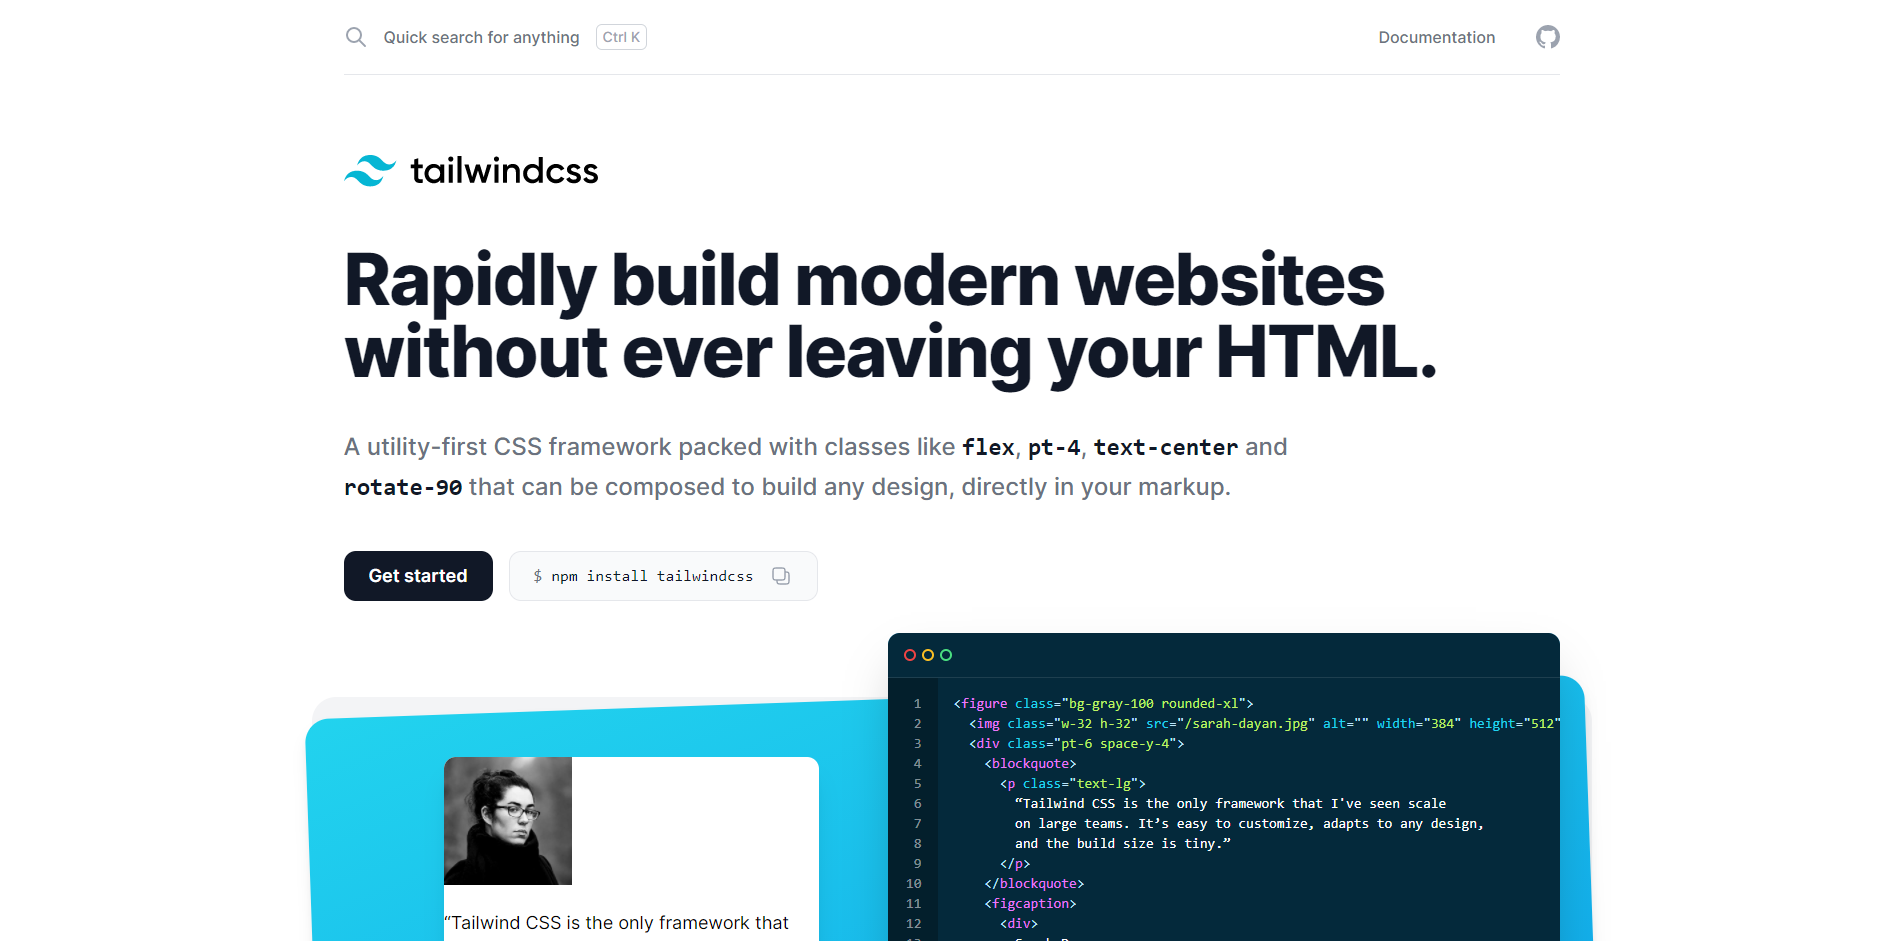 Quick search for anything Ctrl K Documentation
tailwindcss
Rapidly build modern websites
without ever leaving your HTML.
A utility-first CSS framework packed with classes like flex, pt-4, text-center and
rotate-90 that can be composed to build any design, directly in your markup.
Get started $ npm install tailwindcss
“Tailwind CSS is the only framework that
1 <figure class="bg-gray-100 rounded-xl">
2 <img class="w-32 h-32" src="/sarah-dayan.jpg" alt="" width="384" height="512"
3 <div class="pt-6 space-y-4">
4 <blockquote>
5 <p class="text-lg">
6 “Tailwind CSS is the only framework that I've seen scale
7 on large teams. It’s easy to customize, adapts to any design,
8 and the build size is tiny.”
9 </p>
10 </blockquote>
11 <figcaption>
12 <div>